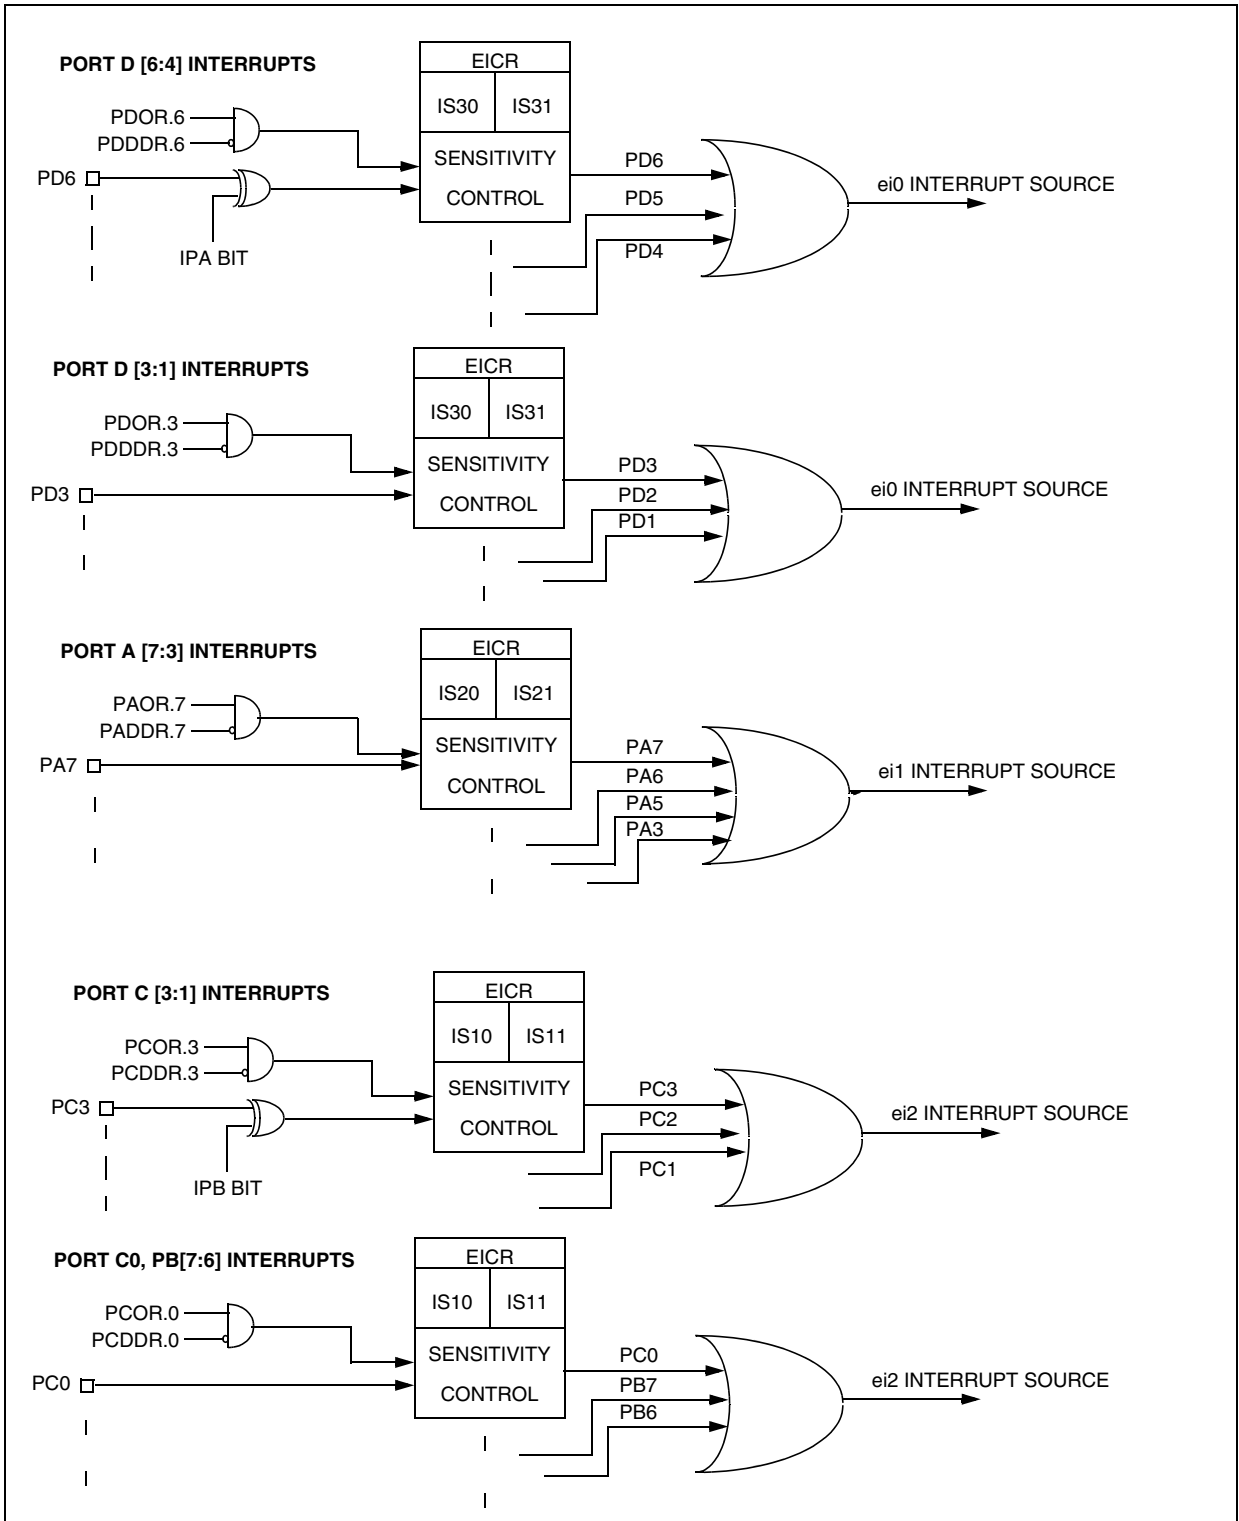 PORT D [6:4] INTERRUPTS
EICR
IS30 IS31
PDOR.6
PDDDR.6
SENSITIVITY
CONTROL
PD6
IPA BIT
PD6
PD5
PD4
ei0 INTERRUPT SOURCE
PORT D [3:1] INTERRUPTS
EICR
IS30 IS31
PDOR.3
PDDDR.3
SENSITIVITY
CONTROL
PD3
PD3
PD2
PD1
ei0 INTERRUPT SOURCE
PORT A [7:3] INTERRUPTS
EICR
IS20 IS21
PAOR.7
PADDR.7
SENSITIVITY
CONTROL
PA7
PA7
PA6
PA5
PA3
ei1 INTERRUPT SOURCE
PORT C [3:1] INTERRUPTS
EICR
IS10 IS11
PCOR.3
PCDDR.3
SENSITIVITY
CONTROL
PC3
IPB BIT
PC3
PC2
PC1
ei2 INTERRUPT SOURCE
PORT C0, PB[7:6] INTERRUPTS
EICR
IS10 IS11
PCOR.0
PCDDR.0
SENSITIVITY
CONTROL
PC0
PC0
PB7
PB6
ei2 INTERRUPT SOURCE